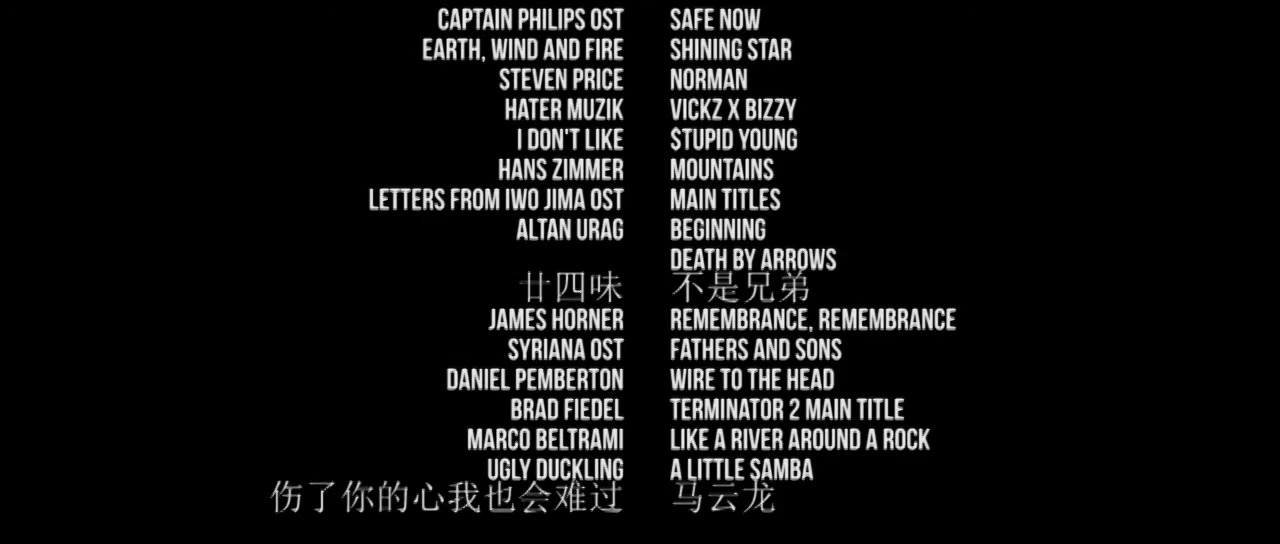 CAPTAIN PHILIPS OST SAFE NOW
EARTH, WIND AND FIRE SHINING STAR
STEVEN PRICE NORMAN
HATER MUZIK VICKZ X BIZZY
I DON'T LIKE $TUPID YOUNG
HANS ZIMMER MOUNTAINS
LETTERS FROM IWO JIMA OST MAIN TITLES
ALTAN URAG BEGINNING
DEATH BY ARROWS
廿四味 不是兄弟
JAMES HORNER REMEMBRANCE, REMEMBRANCE
SYRIANA OST FATHERS AND SONS
DANIEL PEMBERTON WIRE TO THE HEAD
BRAD FIEDEL TERMINATOR 2 MAIN TITLE
MARCO BELTRAMI LIKE A RIVER AROUND A ROCK
UGLY DUCKLING A LITTLE SAMBA
伤了你的心我也会难过 马云龙